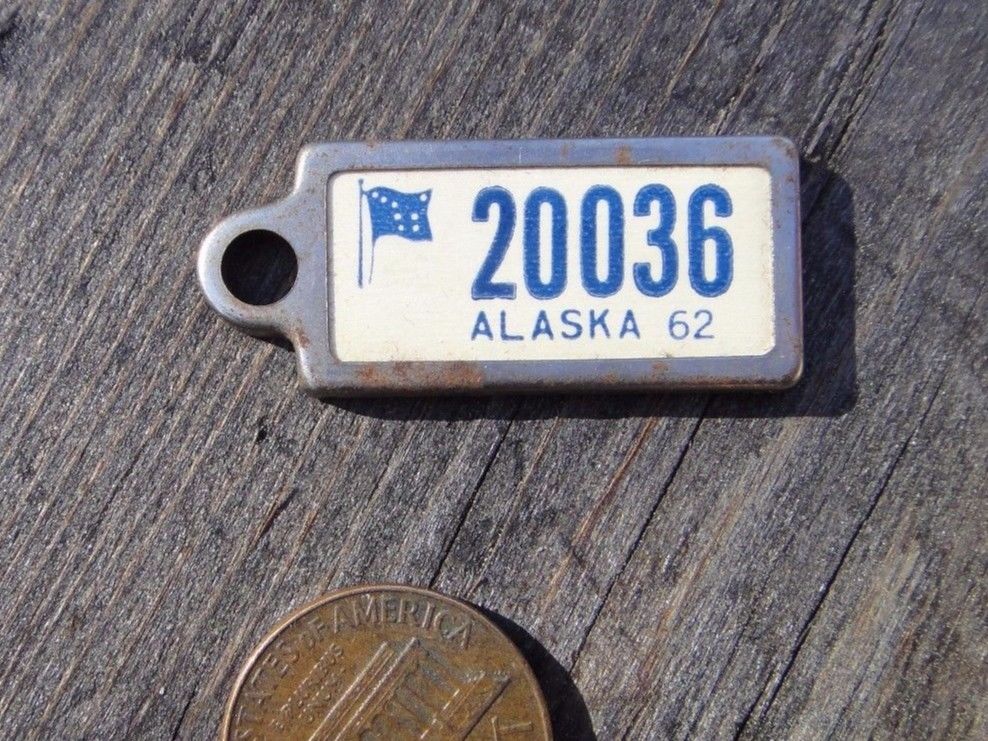 20036
ALASKA 62
STATES OF AMERICA